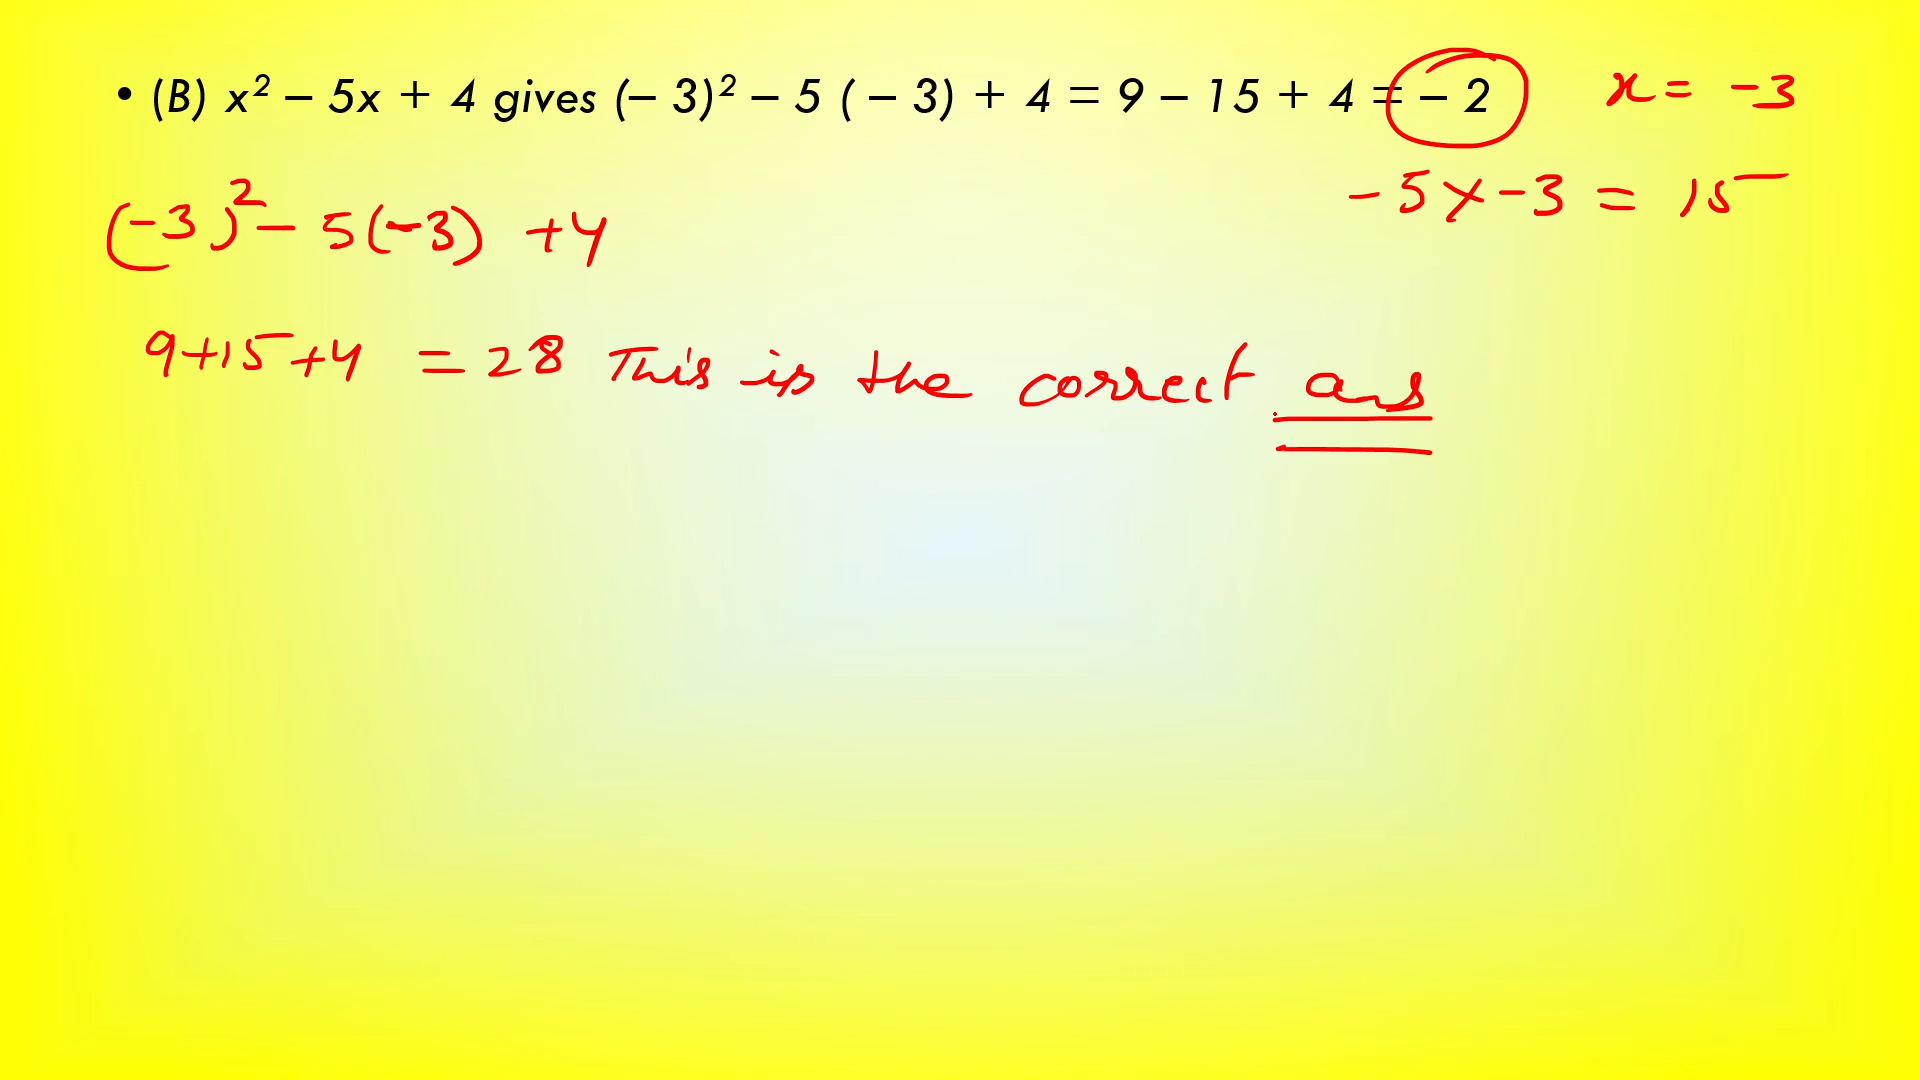 • (B) x² – 5x + 4 gives (– 3)² – 5 ( – 3) + 4 = 9 – 15 + 4 = – 2
x = -3
-5 x -3 = 15
(-3)² - 5(-3) +4
9+15+4 = 28 This is the correct ans